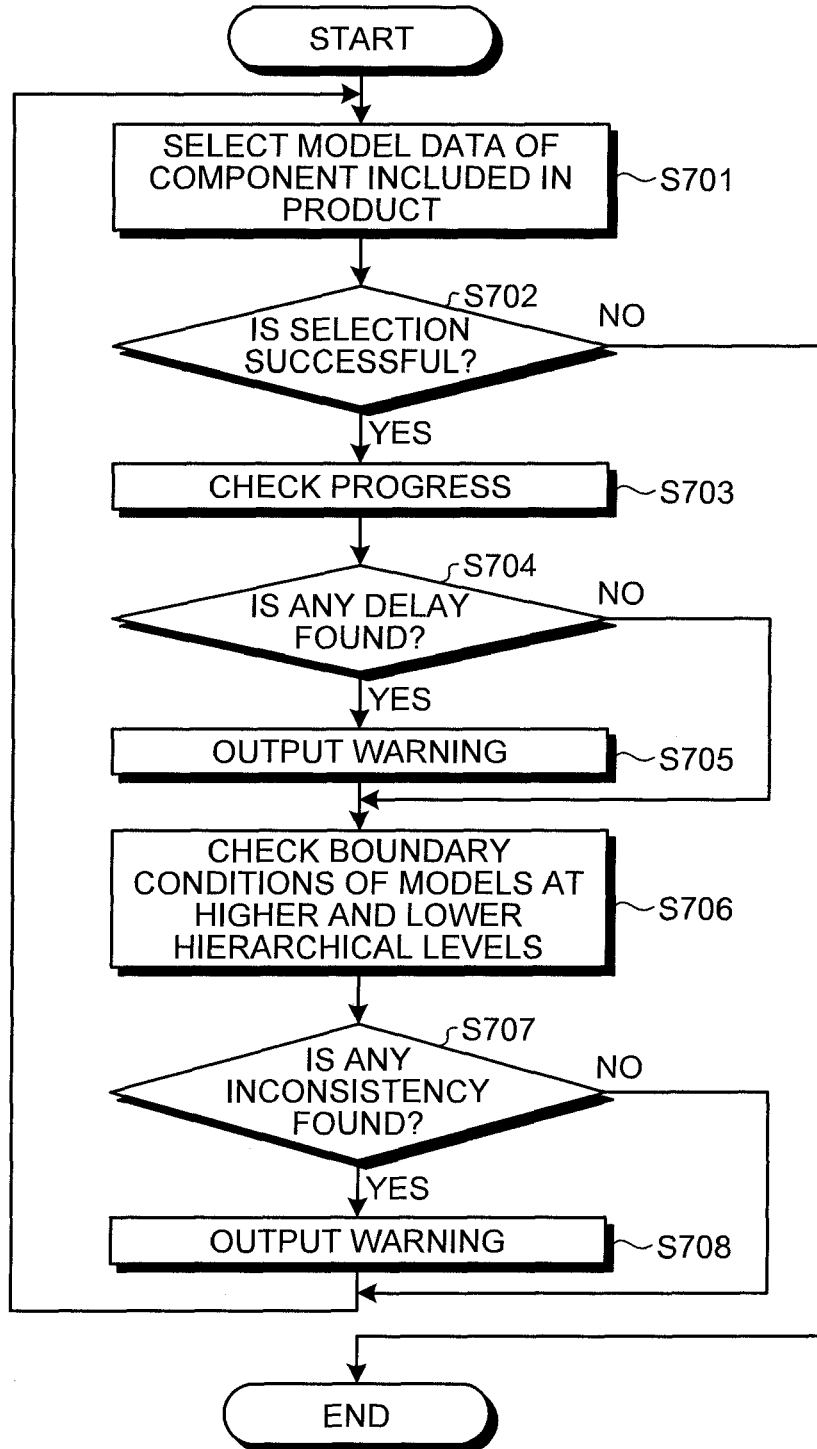 START
SELECT MODEL DATA OF
COMPONENT INCLUDED IN
PRODUCT
S701
S702
IS SELECTION
SUCCESSFUL?
NO
YES
CHECK PROGRESS
S703
S704
IS ANY DELAY
FOUND?
NO
YES
OUTPUT WARNING
S705
CHECK BOUNDARY
CONDITIONS OF MODELS AT
HIGHER AND LOWER
HIERARCHICAL LEVELS
S706
S707
IS ANY
INCONSISTENCY
FOUND?
NO
YES
OUTPUT WARNING
S708
END